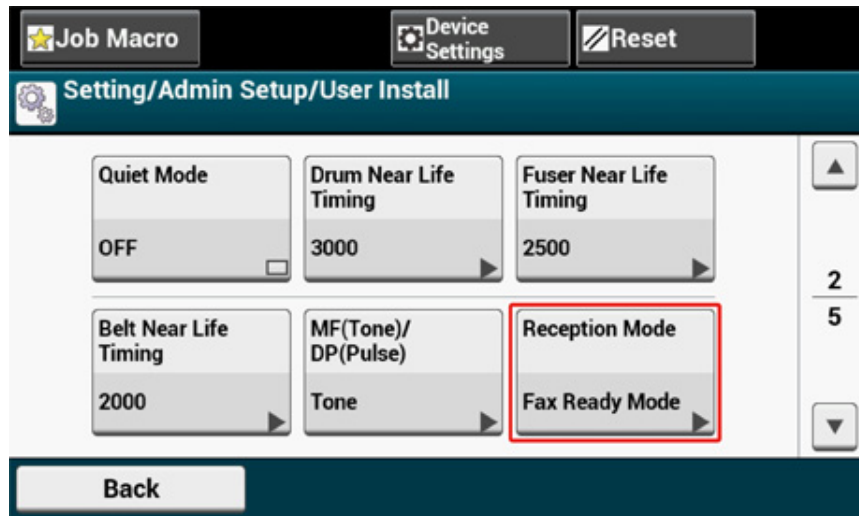 Job Macro
Device
Settings
Reset
Setting/Admin Setup/User Install
Quiet Mode
OFF
Drum Near Life
Timing
3000
Fuser Near Life
Timing
2500
2
5
Belt Near Life
Timing
2000
MF(Tone)/
DP(Pulse)
Tone
Reception Mode
Fax Ready Mode
Back